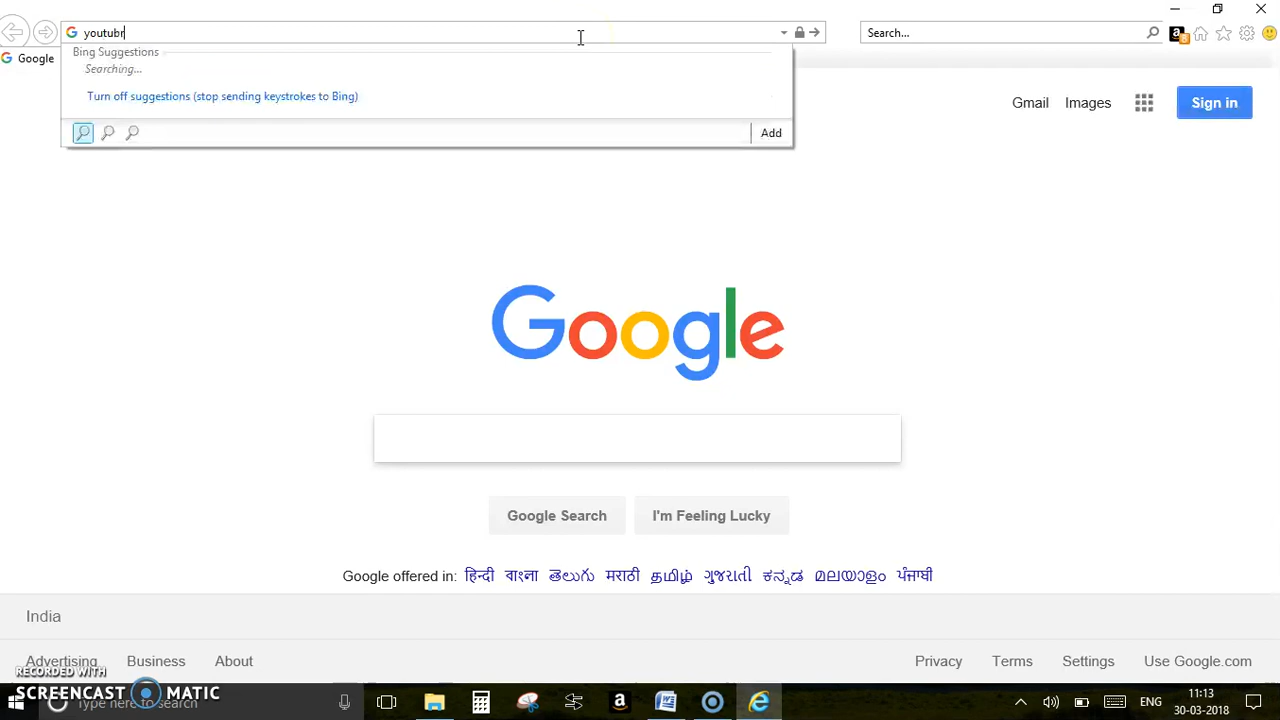 youtubr
Search...
Bing Suggestions
Searching...
Google
Turn off suggestions (stop sending keystrokes to Bing)
Add
Gmail Images Sign in
Google
Google Search I'm Feeling Lucky
Google offered in: हिन्दी বাংলা తెలుగు मराठी தமிழ் ગુજરાતી ಕನ್ನಡ മലയാളം ਪੰਜਾਬੀ
India
Advertising Business About Privacy Terms Settings Use Google.com
RECORDED WITH
SCREENCAST MATIC
Type here to search
ENG
11:13
30-03-2018